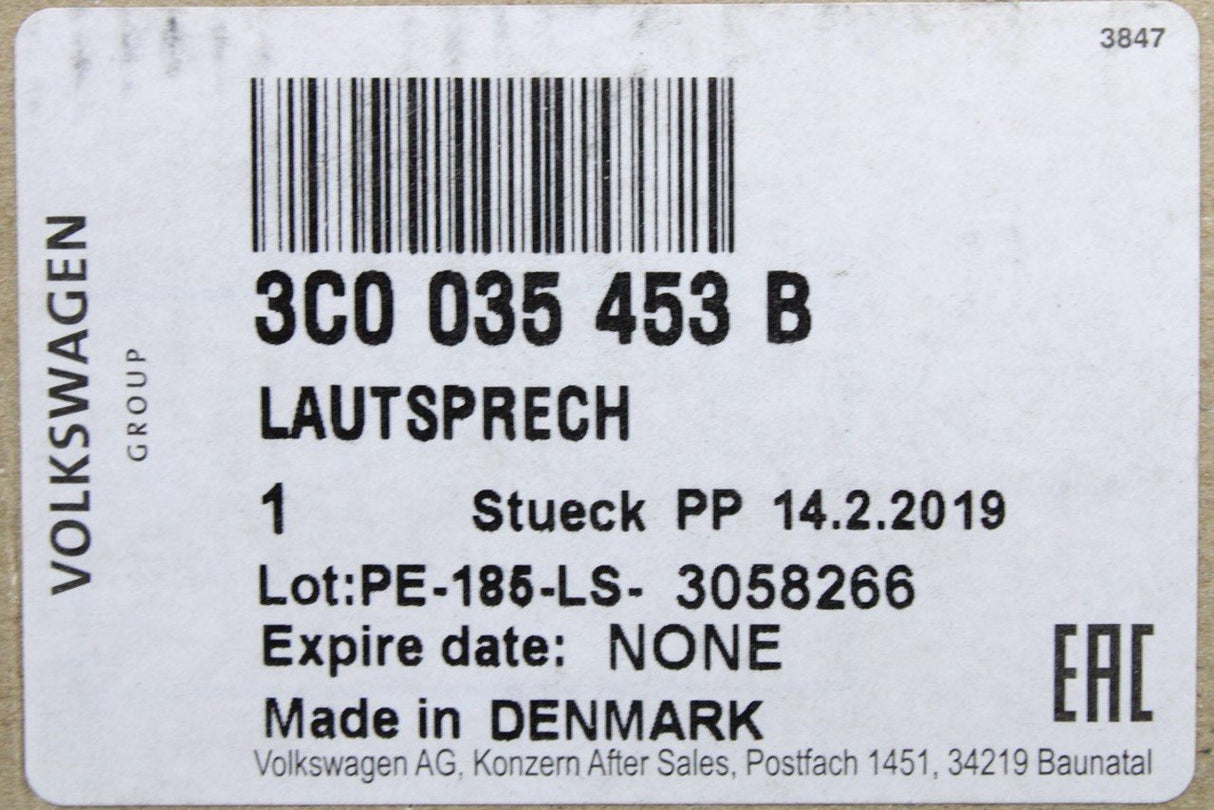 3847
VOLKSWAGEN
GROUP
3C0 035 453 B
LAUTSPRECH
1 Stueck PP 14.2.2019
Lot:PE-185-LS- 3058266
Expire date: NONE
Made in DENMARK
EAC
Volkswagen AG, Konzern After Sales, Postfach 1451, 34219 Baunatal